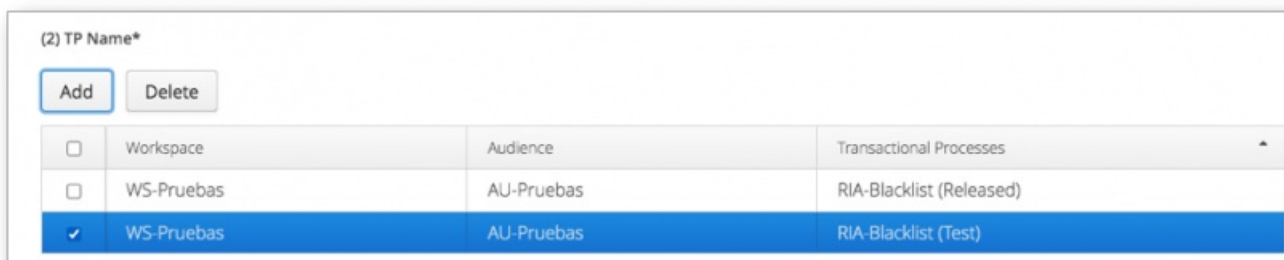 (2) TP Name*
Add Delete
Workspace Audience Transactional Processes
WS-Pruebas AU-Pruebas RIA-Blacklist (Released)
WS-Pruebas AU-Pruebas RIA-Blacklist (Test)